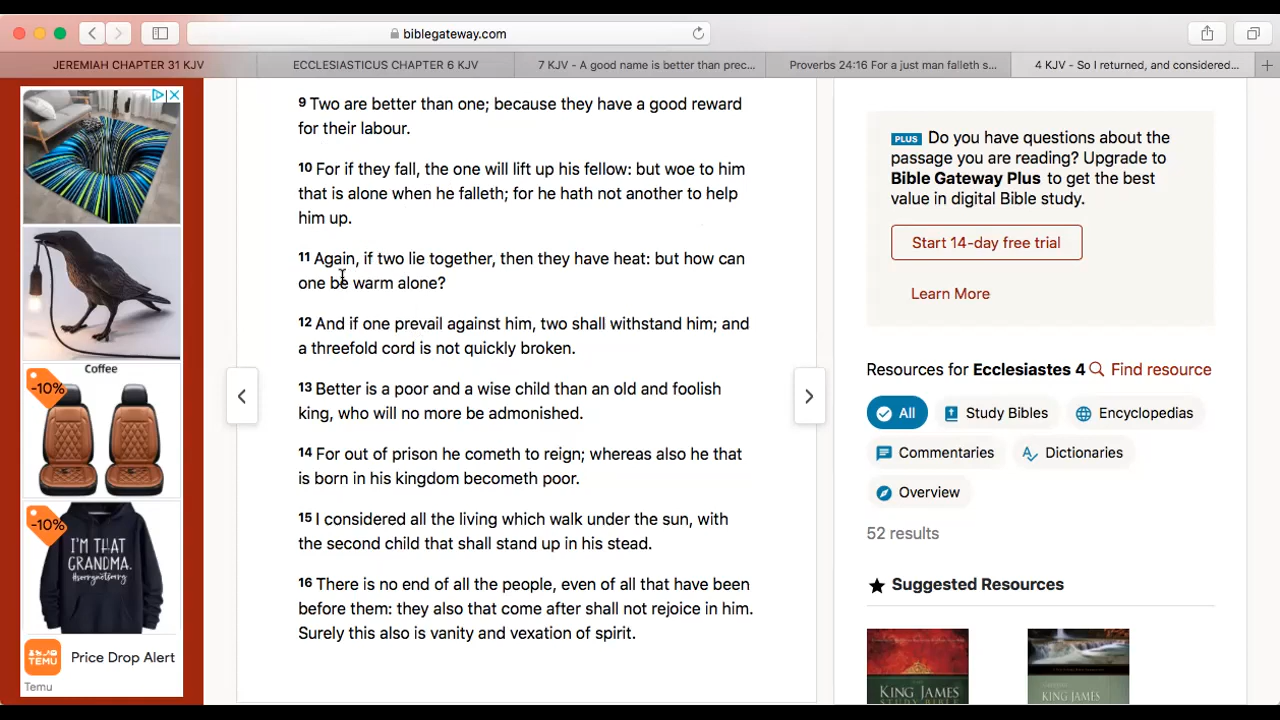 biblegateway.com
JEREMIAH CHAPTER 31 KJV
ECCLESIASTICUS CHAPTER 6 KJV
7 KJV - A good name is better than prec...
Proverbs 24:16 For a just man falleth s...
4 KJV - So I returned, and considered...
9 Two are better than one; because they have a good reward
for their labour.
10 For if they fall, the one will lift up his fellow: but woe to him
that is alone when he falleth; for he hath not another to help
him up.
11 Again, if two lie together, then they have heat: but how can
one be warm alone?
12 And if one prevail against him, two shall withstand him; and
a threefold cord is not quickly broken.
13 Better is a poor and a wise child than an old and foolish
king, who will no more be admonished.
14 For out of prison he cometh to reign; whereas also he that
is born in his kingdom becometh poor.
15 I considered all the living which walk under the sun, with
the second child that shall stand up in his stead.
16 There is no end of all the people, even of all that have been
before them: they also that come after shall not rejoice in him.
Surely this also is vanity and vexation of spirit.
Coffee
-10%
-10%
I'M THAT
GRANDMA.
#sorrynotsorry
TEMU
Price Drop Alert
Temu
PLUS Do you have questions about the
passage you are reading? Upgrade to
Bible Gateway Plus to get the best
value in digital Bible study.
Start 14-day free trial
Learn More
Resources for Ecclesiastes 4
Find resource
All
Study Bibles
Encyclopedias
Commentaries
Dictionaries
Overview
52 results
Suggested Resources
KING JAMES
STUDY BIBLE
KING JAMES